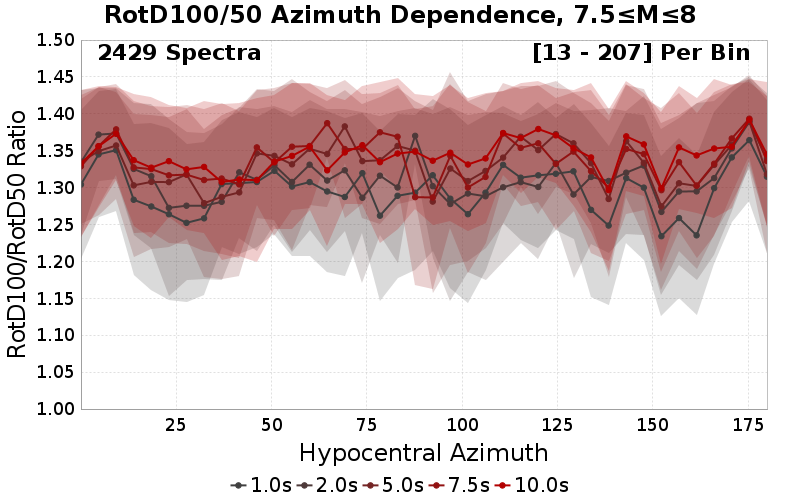 RotD100/50 Azimuth Dependence, 7.5≤M≤8
2429 Spectra
[13 - 207] Per Bin
1.50
1.45
1.40
1.35
1.30
1.25
1.20
1.15
1.10
1.05
1.00
RotD100/RotD50 Ratio
25 50 75 100 125 150 175
Hypocentral Azimuth
1.0s 2.0s 5.0s 7.5s 10.0s